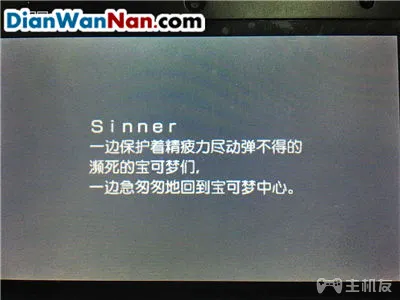 DianWanNan.com
Sinner
一边保护着精疲力尽动弹不得的
濒死的宝可梦们,
一边急匆匆地回到宝可梦中心。
主机友